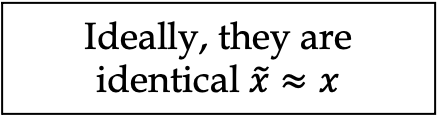 Ideally, they are
identical x̃ ≈ x